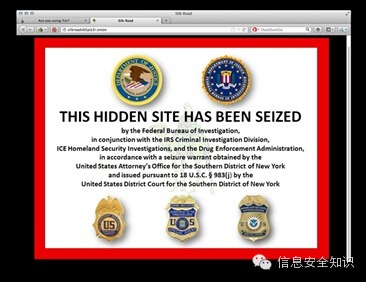 Silk Road
Are you using Tor?
Silk Road
THIS HIDDEN SITE HAS BEEN SEIZED
by the Federal Bureau of Investigation,
in conjunction with the IRS Criminal Investigation Division,
ICE Homeland Security Investigations, and the Drug Enforcement Administration,
in accordance with a seizure warrant obtained by the
United States Attorney's Office for the Southern District of New York
and issued pursuant to 18 U.S.C. § 983(j) by the
United States District Court for the Southern District of New York
信息安全知识